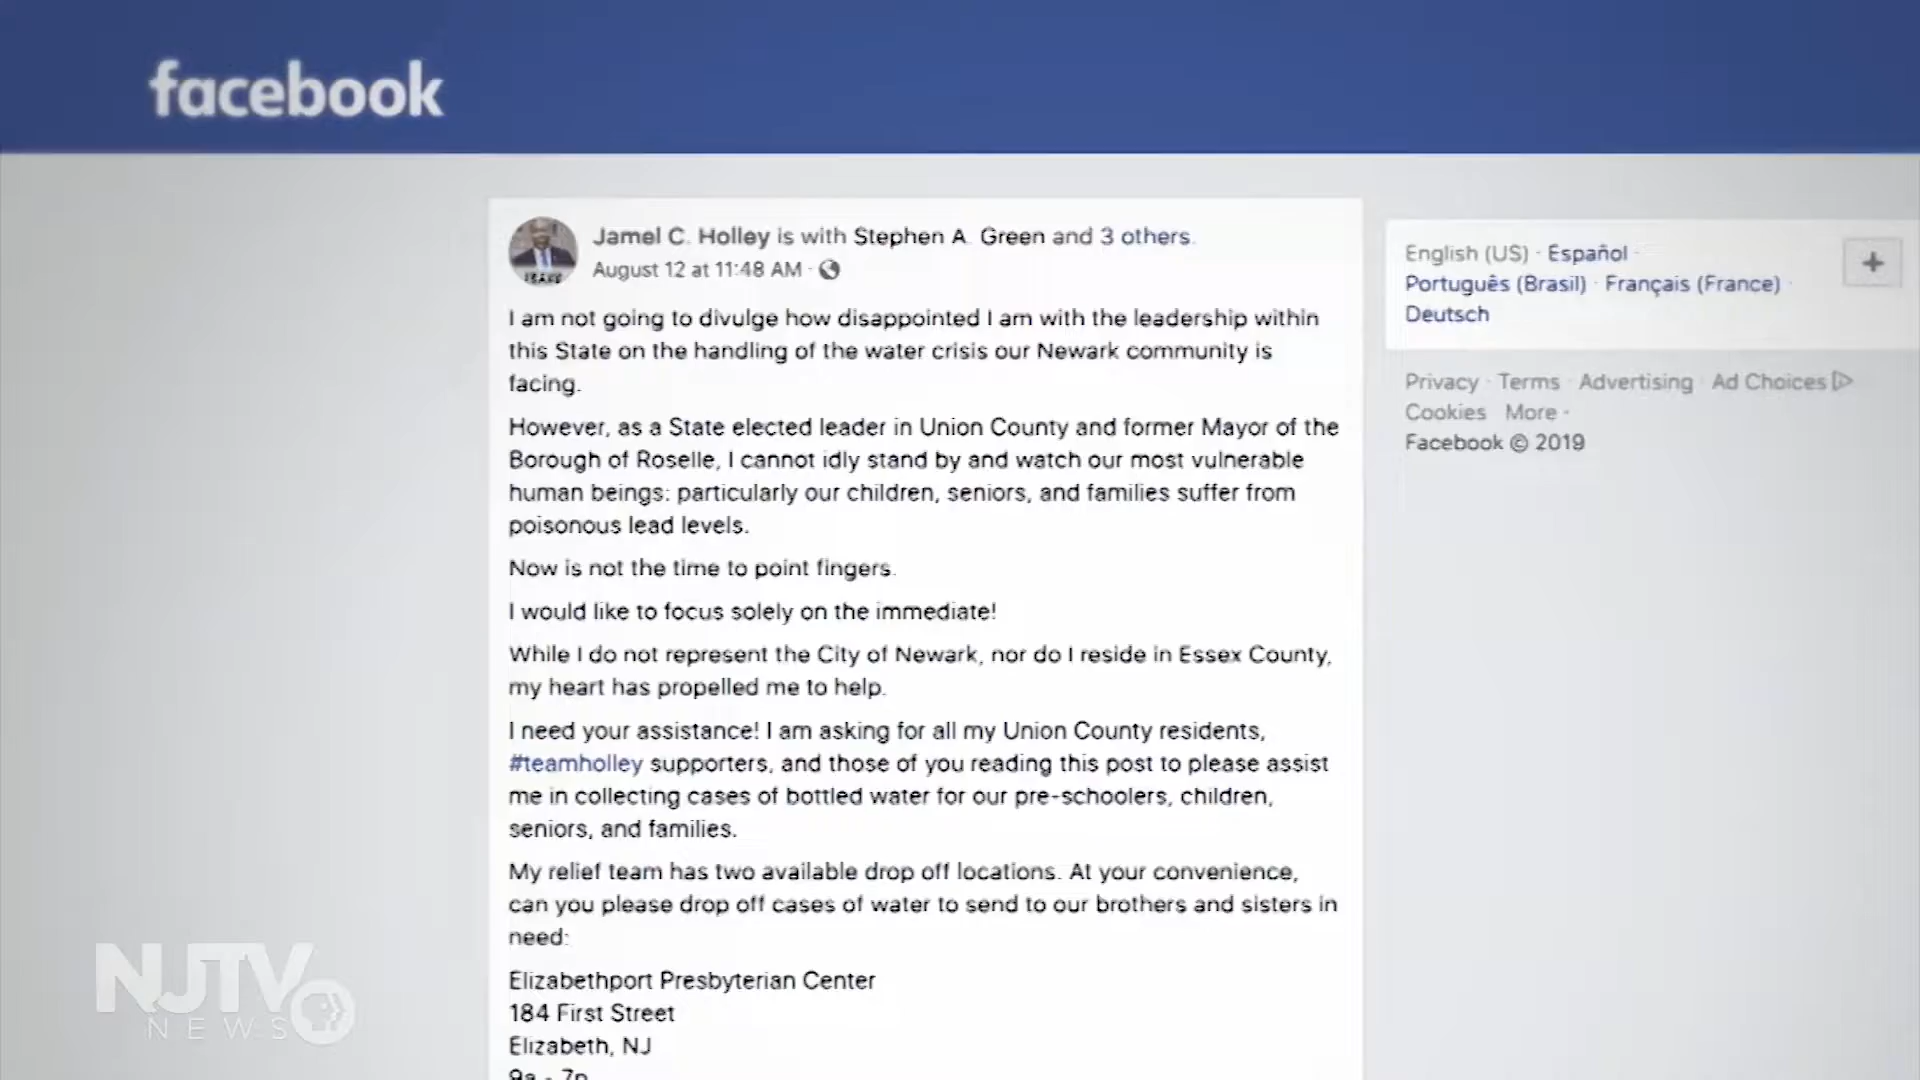 facebook
Jamel C. Holley is with Stephen A. Green and 3 others.
August 12 at 11:48 AM ·
I am not going to divulge how disappointed I am with the leadership within
this State on the handling of the water crisis our Newark community is
facing.
However, as a State elected leader in Union County and former Mayor of the
Borough of Roselle, I cannot idly stand by and watch our most vulnerable
human beings: particularly our children, seniors, and families suffer from
poisonous lead levels.
Now is not the time to point fingers.
I would like to focus solely on the immediate!
While I do not represent the City of Newark, nor do I reside in Essex County,
my heart has propelled me to help.
I need your assistance! I am asking for all my Union County residents,
#teamholley supporters, and those of you reading this post to please assist
me in collecting cases of bottled water for our pre-schoolers, children,
seniors, and families.
My relief team has two available drop off locations. At your convenience,
can you please drop off cases of water to send to our brothers and sisters in
need:
Elizabethport Presbyterian Center
184 First Street
Elizabeth, NJ
9a - 7p
English (US) · Español ·
Português (Brasil) · Français (France) ·
Deutsch
+
Privacy · Terms · Advertising · Ad Choices
Cookies · More ·
Facebook © 2019
NJTV
NEWS